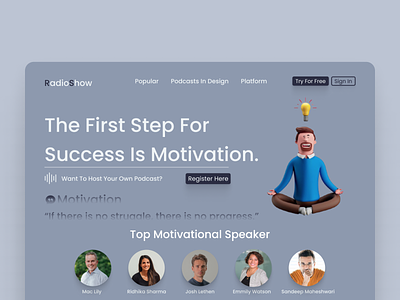 RadioShow
Popular Podcasts in Design Platform
Try For Free Sign In
The First Step For
Success Is Motivation.
Want To Host Your Own Podcast?
Register Here
Motivation
"If there is no struggle, there is no progress."
Top Motivational Speaker
Moc Lily
Ridhika Sharma
Josh Leihen
Emmily Watson
Sandeep Maheshwari